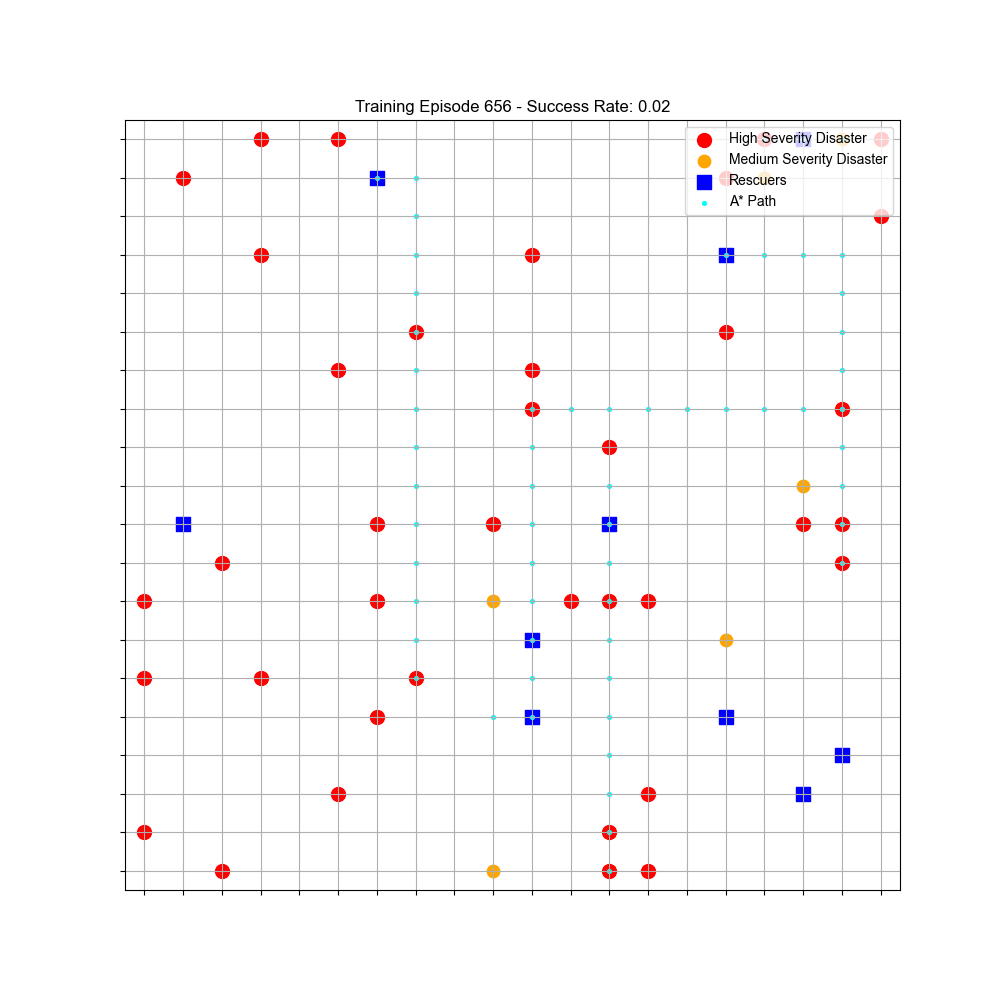 Training Episode 656 - Success Rate: 0.02
High Severity Disaster
Medium Severity Disaster
Rescuers
A* Path